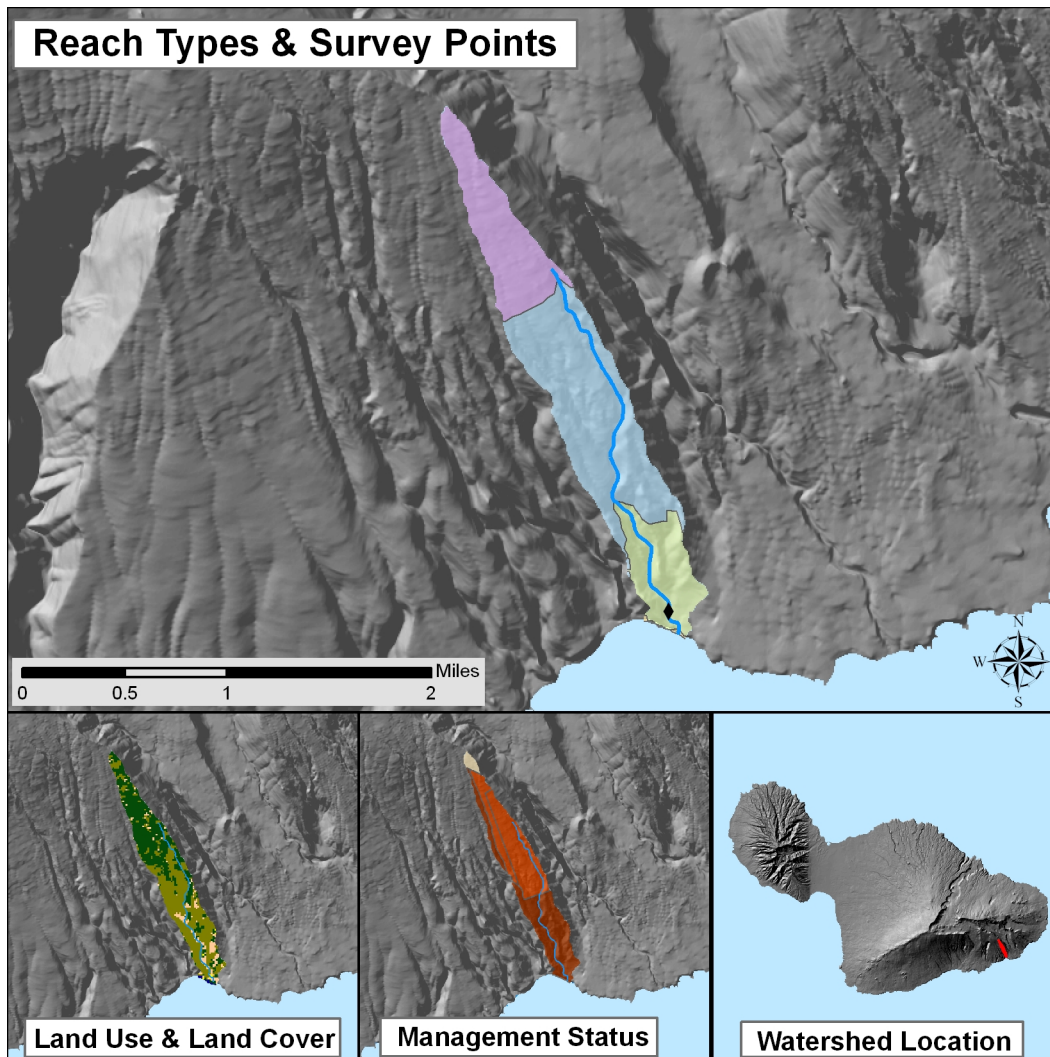 Reach Types & Survey Points
N
W
S
Miles
0 0.5 1 2
Land Use & Land Cover
Management Status
Watershed Location